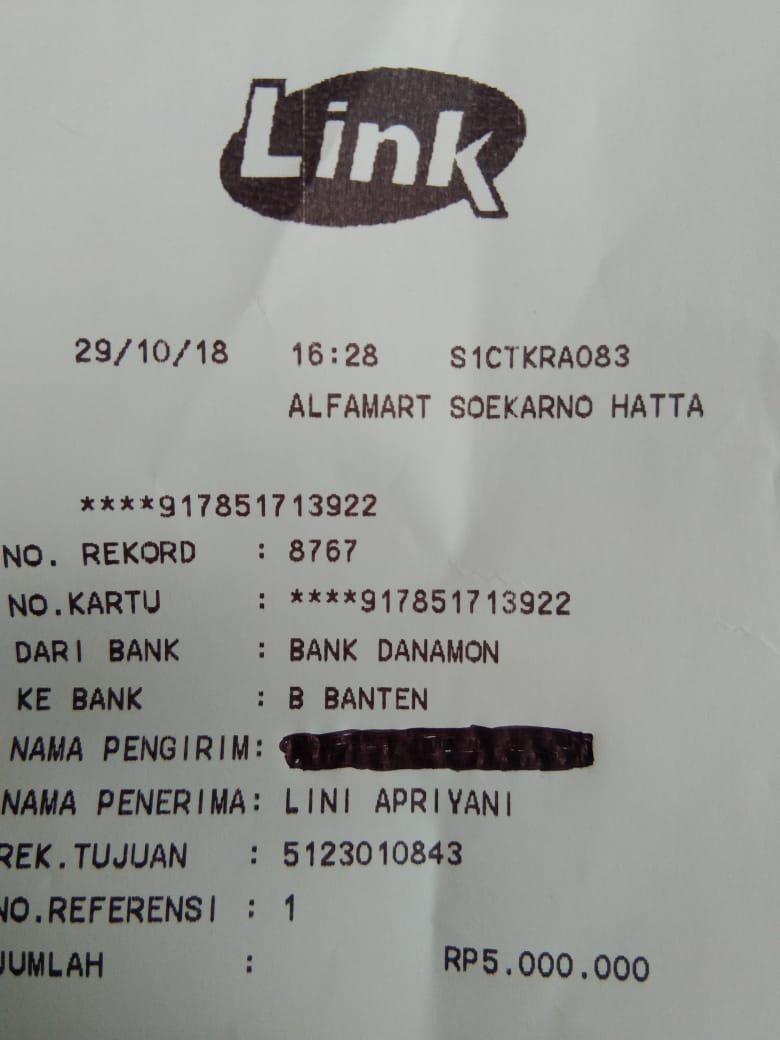 Link
29/10/18 16:28 S1CTKRA083
ALFAMART SOEKARNO HATTA
****917851713922
NO. REKORD : 8767
NO.KARTU : ****917851713922
DARI BANK : BANK DANAMON
KE BANK : B BANTEN
NAMA PENGIRIM:
NAMA PENERIMA: LINI APRIYANI
REK.TUJUAN : 5123010843
NO.REFERENSI : 1
JUMLAH : RP5.000.000